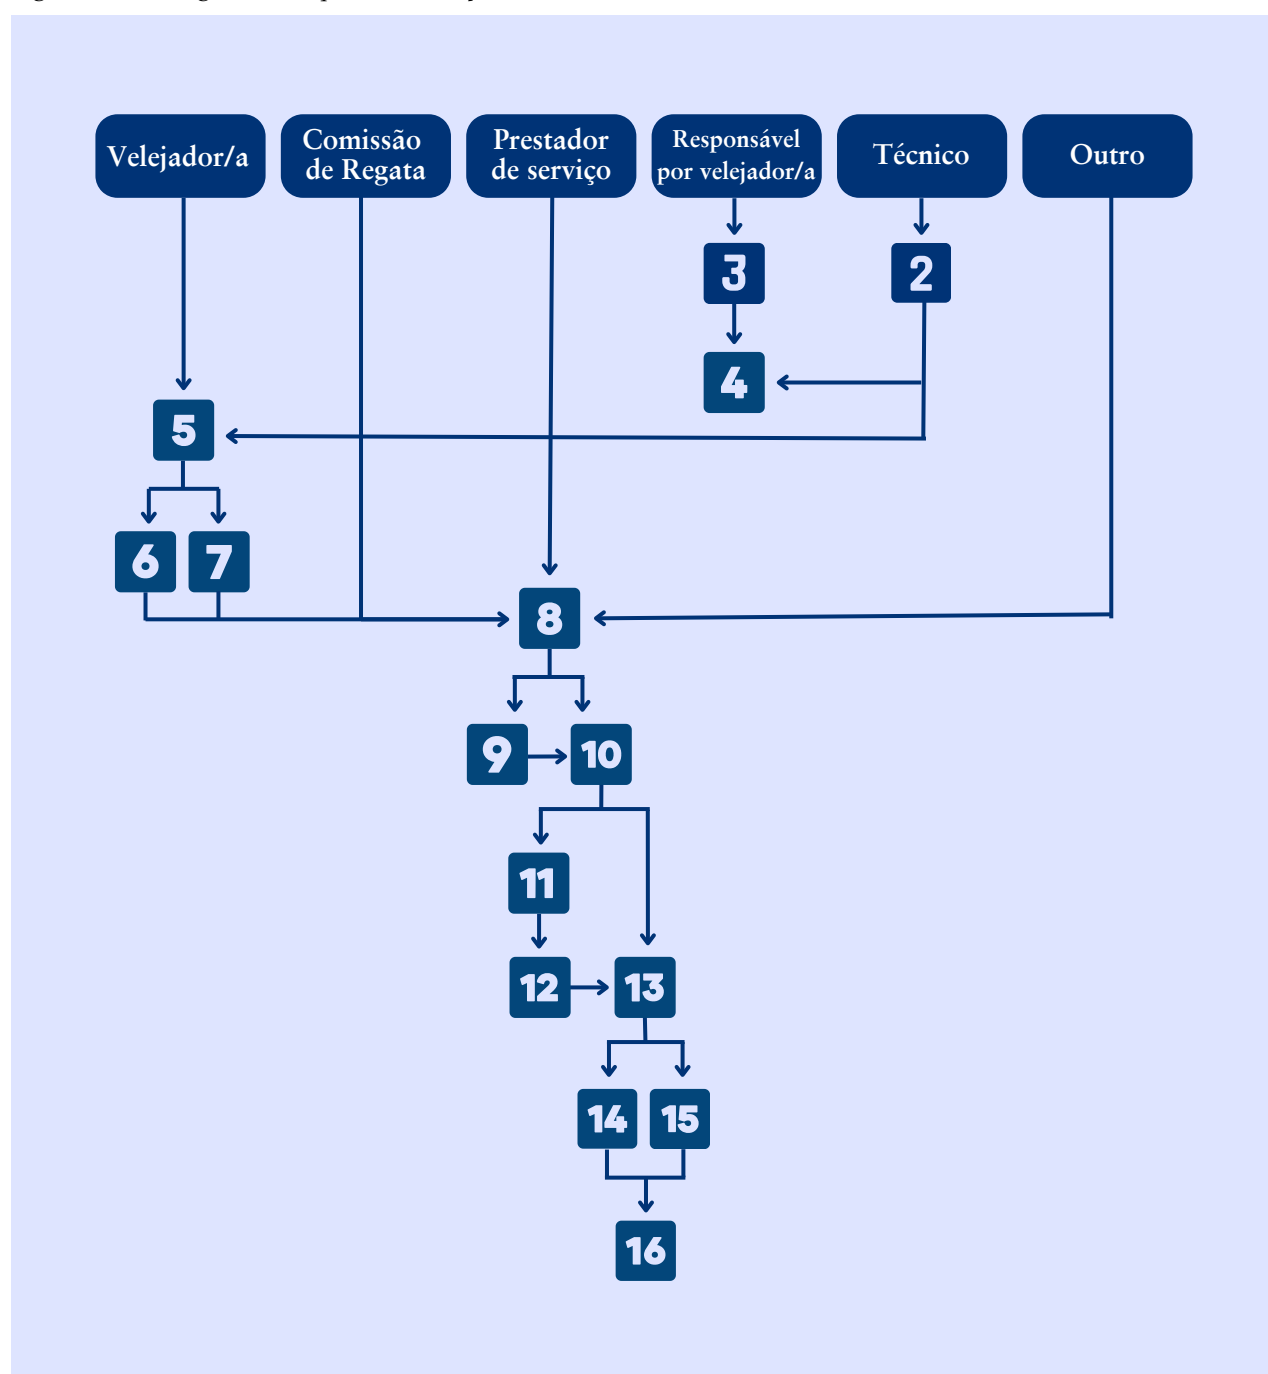 Velejador/a
Comissão
de Regata
Prestador
de serviço
Responsável
por velejador/a
Técnico
Outro
3
2
4
5
6
7
8
9
10
11
12
13
14
15
16